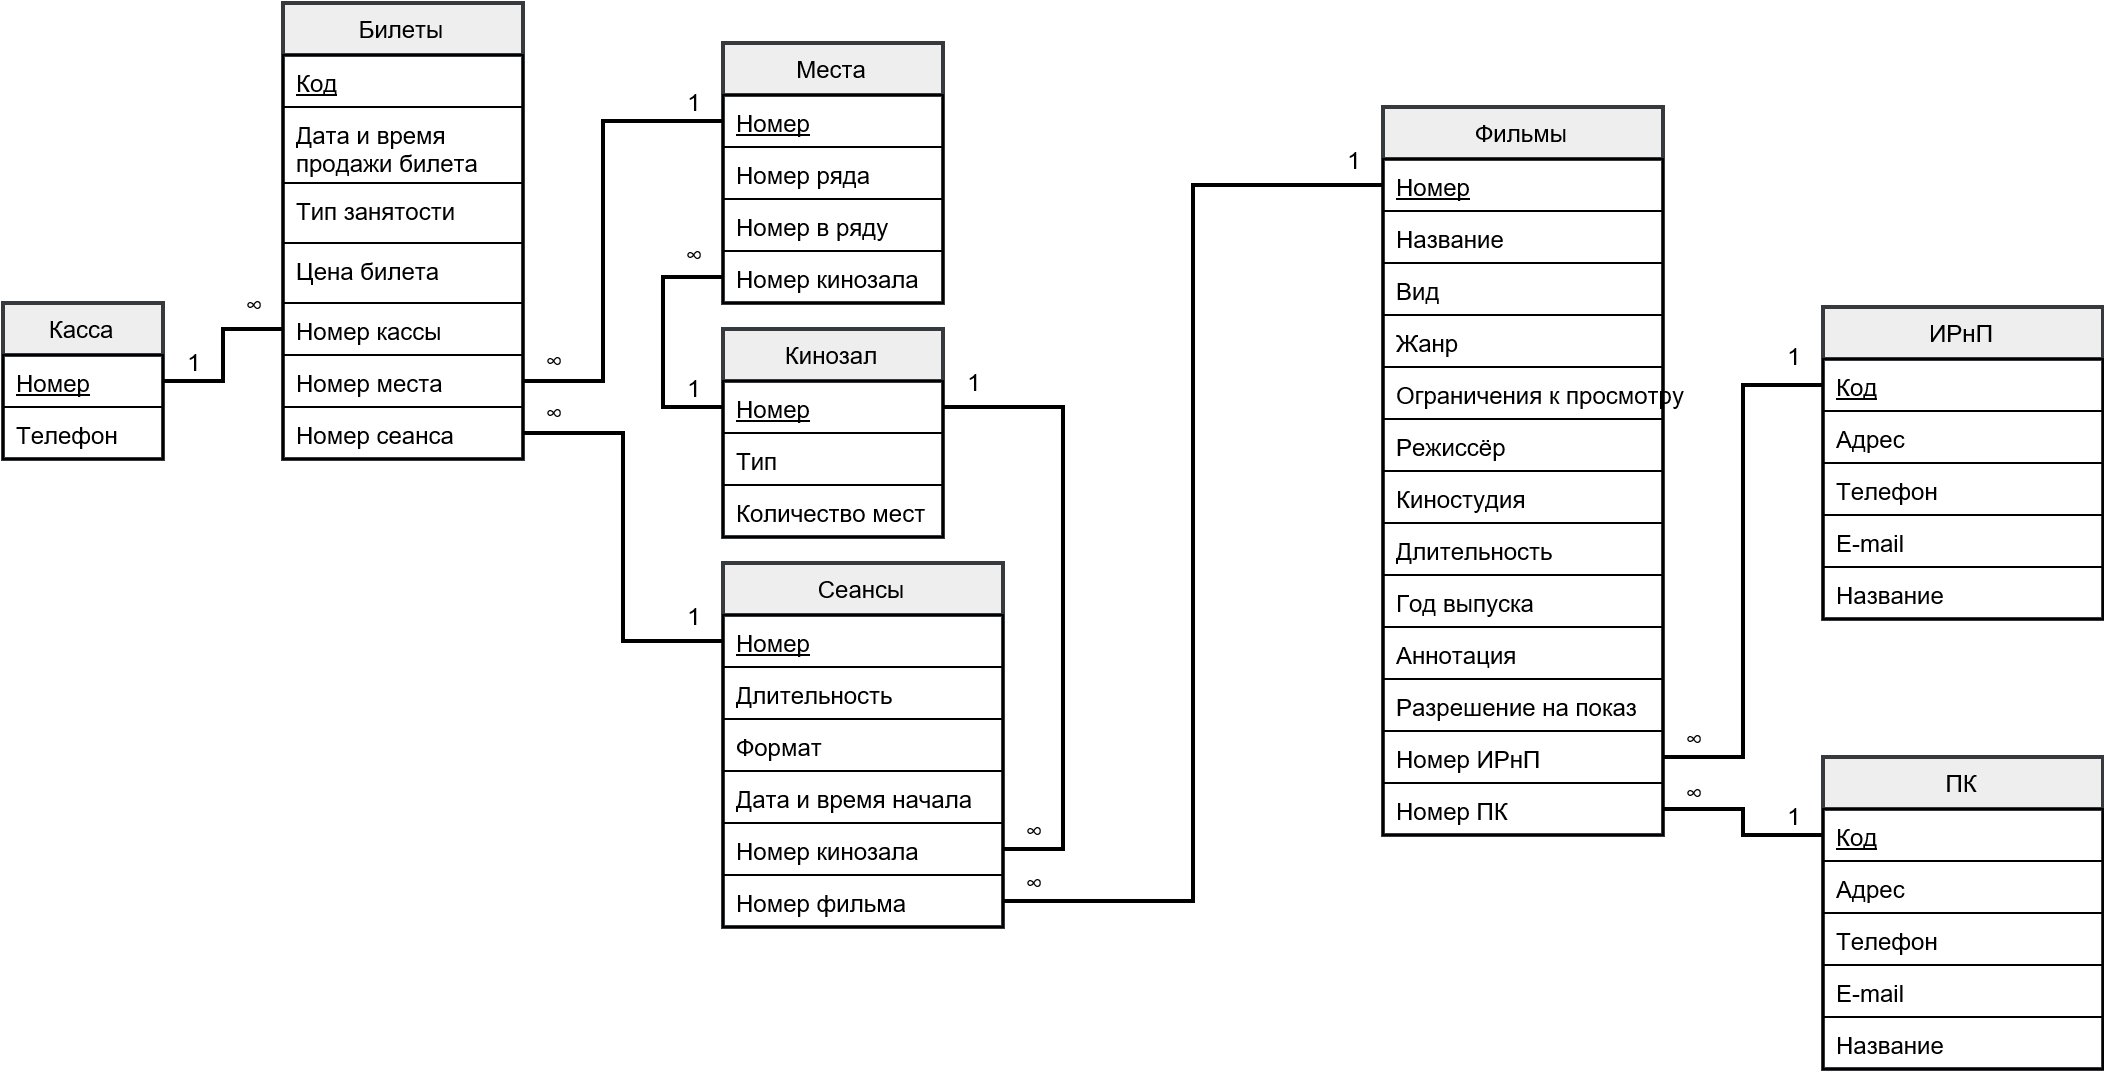 Билеты
Код
Дата и время
продажи билета
Тип занятости
Цена билета
Номер кассы
Номер места
Номер сеанса
Касса
Номер
Телефон
1
∞
∞
∞
Места
Номер
Номер ряда
Номер в ряду
Номер кинозала
1
∞
Кинозал
Номер
Тип
Количество мест
1
1
Сеансы
Номер
Длительность
Формат
Дата и время начала
Номер кинозала
Номер фильма
1
∞
∞
Фильмы
Номер
Название
Вид
Жанр
Ограничения к просмотру
Режиссёр
Киностудия
Длительность
Год выпуска
Аннотация
Разрешение на показ
Номер ИРнП
Номер ПК
1
∞
∞
ИРнП
Код
Адрес
Телефон
E-mail
Название
1
ПК
Код
Адрес
Телефон
E-mail
Название
1